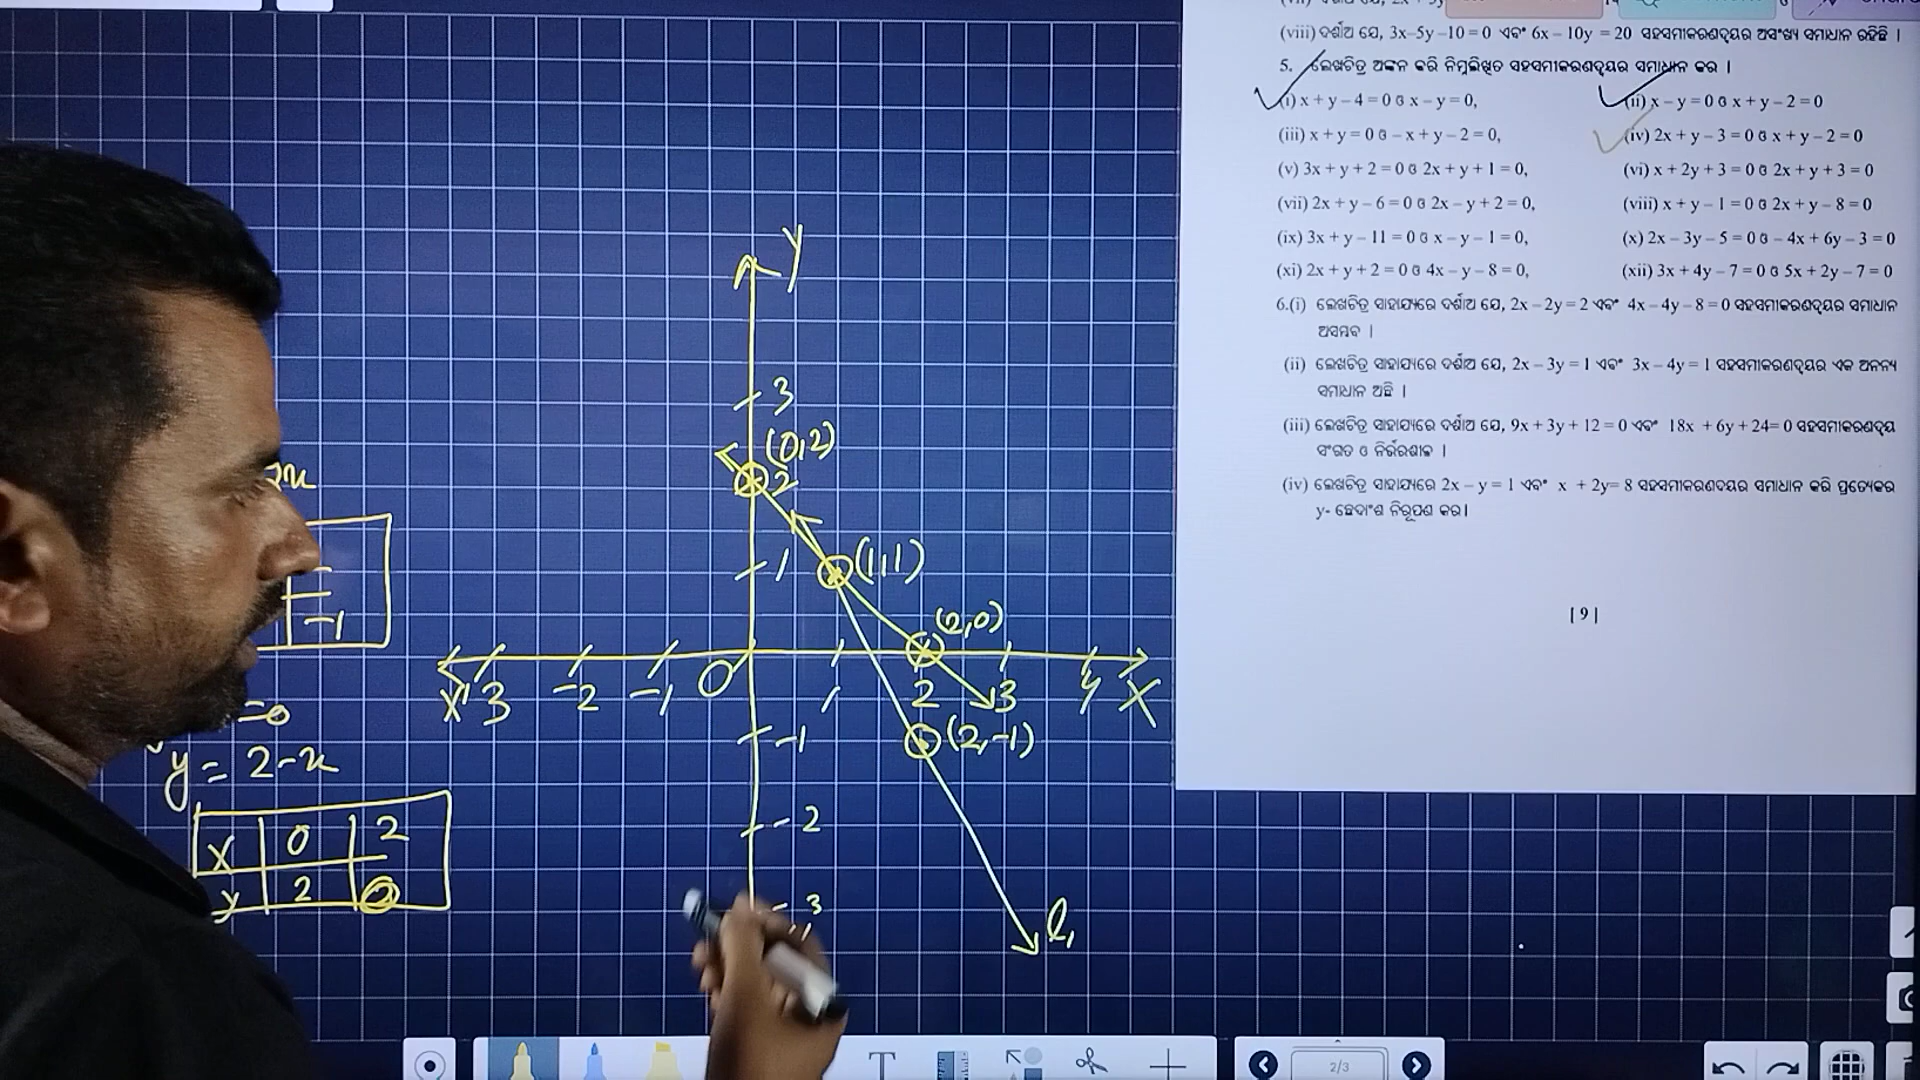 (viii) ଦର୍ଶାଅ ଯେ, 3x–5y –10 = 0 ଏବଂ 6x – 10y = 20 ସହସମୀକରଣଦ୍ୱୟର ଅସଂଖ୍ୟ ସମାଧାନ ରହିଛି ।
5. ଲେଖଚିତ୍ର ଅଙ୍କନ କରି ନିମ୍ନଲିଖିତ ସହସମୀକରଣଦ୍ୱୟର ସମାଧାନ କର ।
(i) x + y – 4 = 0 ଓ x – y = 0,
(ii) x – y = 0 ଓ x + y – 2 = 0
(iii) x + y = 0 ଓ – x + y – 2 = 0,
(iv) 2x + y – 3 = 0 ଓ x + y – 2 = 0
(v) 3x + y + 2 = 0 ଓ 2x + y + 1 = 0,
(vi) x + 2y + 3 = 0 ଓ 2x + y + 3 = 0
(vii) 2x + y – 6 = 0 ଓ 2x – y + 2 = 0,
(viii) x + y – 1 = 0 ଓ 2x + y – 8 = 0
(ix) 3x + y – 11 = 0 ଓ x – y – 1 = 0,
(x) 2x – 3y – 5 = 0 ଓ – 4x + 6y – 3 = 0
(xi) 2x + y + 2 = 0 ଓ 4x – y – 8 = 0,
(xii) 3x + 4y – 7 = 0 ଓ 5x + 2y – 7 = 0
6.(i) ଲେଖଚିତ୍ର ସାହାଯ୍ୟରେ ଦର୍ଶାଅ ଯେ, 2x – 2y = 2 ଏବଂ 4x – 4y – 8 = 0 ସହସମୀକରଣଦ୍ୱୟର ସମାଧାନ
ଅସମ୍ଭବ ।
(ii) ଲେଖଚିତ୍ର ସାହାଯ୍ୟରେ ଦର୍ଶାଅ ଯେ, 2x – 3y = 1 ଏବଂ 3x – 4y = 1 ସହସମୀକରଣଦ୍ୱୟର ଏକ ଅନନ୍ୟ
ସମାଧାନ ଅଛି ।
(iii) ଲେଖଚିତ୍ର ସାହାଯ୍ୟରେ ଦର୍ଶାଅ ଯେ, 9x + 3y + 12 = 0 ଏବଂ 18x + 6y + 24= 0 ସହସମୀକରଣଦ୍ୱୟ
ସଂଗତ ଓ ନିର୍ଭରଶୀଳ ।
(iv) ଲେଖଚିତ୍ର ସାହାଯ୍ୟରେ 2x – y = 1 ଏବଂ x + 2y= 8 ସହସମୀକରଣଦ୍ୱୟର ସମାଧାନ କରି ପ୍ରତ୍ୟେକର
y- ଛେଦାଂଶ ନିରୂପଣ କର।
[ 9 ]
y
3
(0,2)
2
1 (1,1)
(2,0)
X' 3 -2 -1 O 1 2 3 4 X
-1 (2,-1)
-2
-3
l₁
-1
=0
y = 2-x
x 0 2
y 2 0
T
2/3